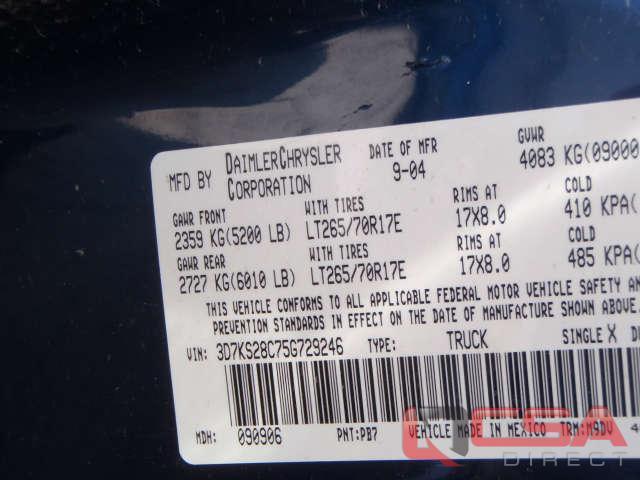 MFD BY DAIMLERCHRYSLER CORPORATION DATE OF MFR 9-04 GVWR 4083 KG(09000
GAWR FRONT WITH TIRES RIMS AT COLD
2359 KG(5200 LB) LT265/70R17E 17X8.0 410 KPA(
GAWR REAR WITH TIRES RIMS AT COLD
2727 KG(6010 LB) LT265/70R17E 17X8.0 485 KPA(
THIS VEHICLE CONFORMS TO ALL APPLICABLE FEDERAL MOTOR VEHICLE SAFETY AN
PREVENTION STANDARDS IN EFFECT ON THE DATE OF MANUFACTURE SHOWN ABOVE
VIN: 3D7KS28C75G729246 TYPE: TRUCK SINGLE X
MDH: 090906 PNT:PB7 VEHICLE MADE IN MEXICO TRM:M9DV 4
CSA
DIRECT